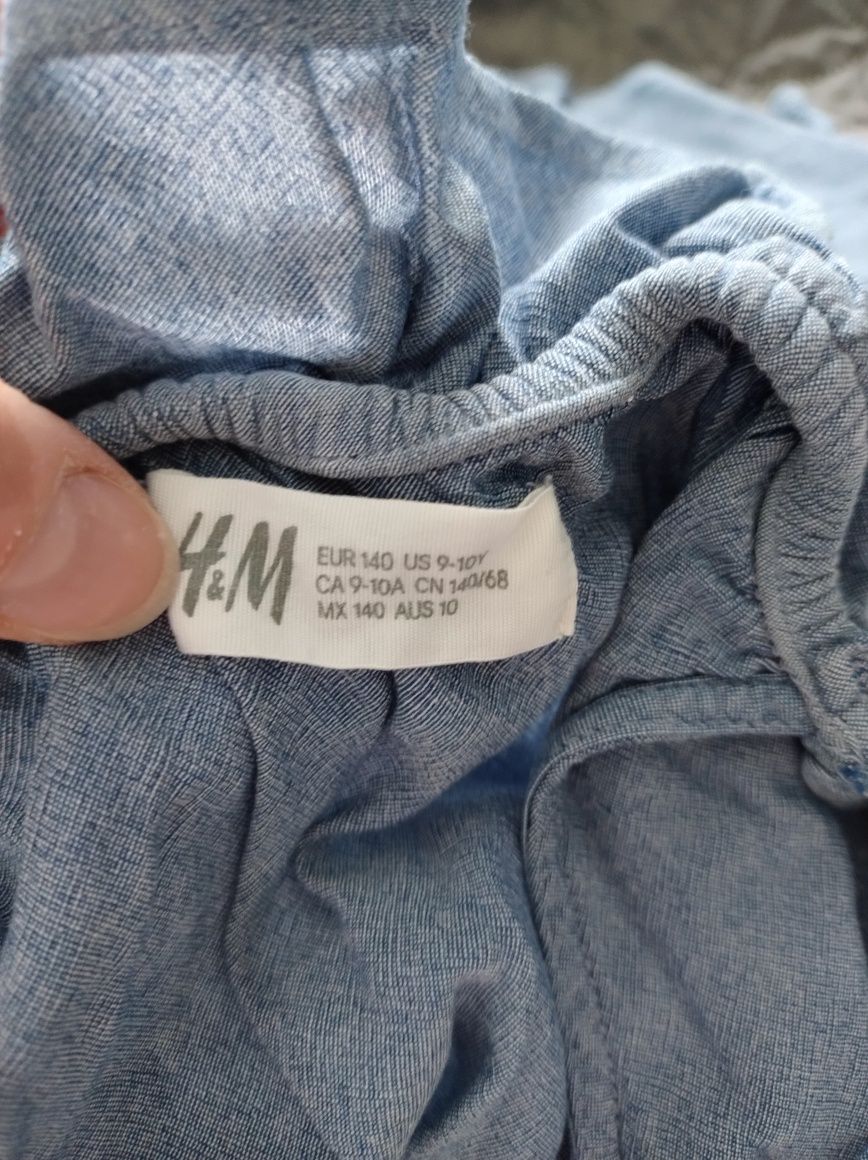 H&M
EUR 140 US 9-10Y
CA 9-10A CN 140/68
MX 140 AUS 10